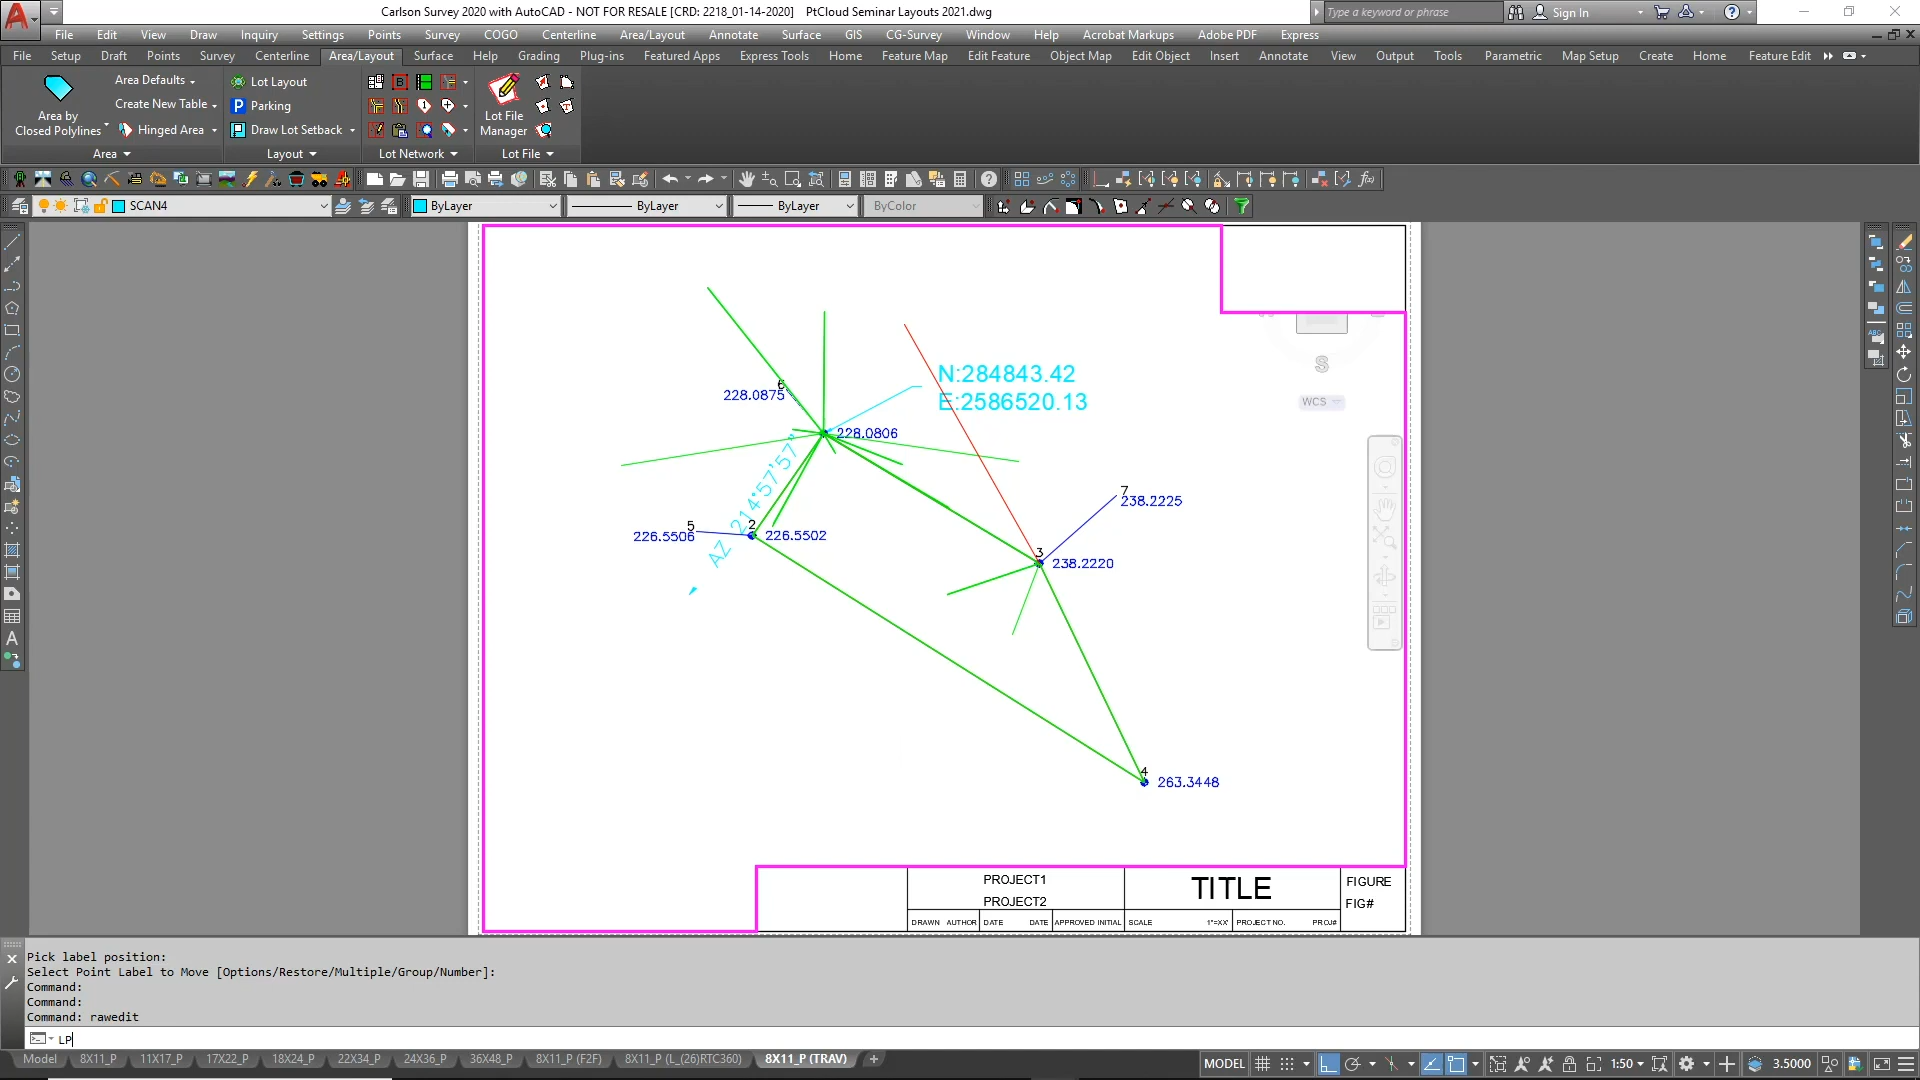 Carlson Survey 2020 with AutoCAD - NOT FOR RESALE [CRD: 2218_01-14-2020]    PtCloud Seminar Layouts 2021.dwg
Type a keyword or phrase
Sign In
File Edit View Draw Inquiry Settings Points Survey COGO Centerline Area/Layout Annotate Surface GIS CG-Survey Window Help Acrobat Markups Adobe PDF Express
File Setup Draft Points Survey Centerline Area/Layout Surface Help Grading Plug-ins Featured Apps Express Tools Home Feature Map Edit Feature Object Map Edit Object Insert Annotate View Output Tools Parametric Map Setup Create Home Feature Edit
Area Defaults
Lot Layout
Create New Table
Parking
Area by
Closed Polylines
Hinged Area
Draw Lot Setback
Lot File
Manager
Area
Layout
Lot Network
Lot File
SCAN4
ByLayer
ByLayer
ByLayer
ByColor
N:284843.42
E:2586520.13
S
WCS
6
228.0875
228.0806
AZ 214°57'57"
7
238.2225
5
226.5506
2
226.5502
3
238.2220
4
263.3448
PROJECT1
PROJECT2
TITLE
FIGURE
FIG#
DRAWN AUTHOR DATE DATE APPROVED INITIAL SCALE 1"=XX' PROJECT NO. PROJ#
Pick label position:
Select Point Label to Move [Options/Restore/Multiple/Group/Number]:
Command:
Command:
Command: rawedit
LP
Model 8X11_P 11X17_P 17X22_P 18X24_P 22X34_P 24X36_P 36X48_P 8X11_P (F2F) 8X11_P (L_(26)RTC360) 8X11_P (TRAV) +
MODEL
1:50
3.5000